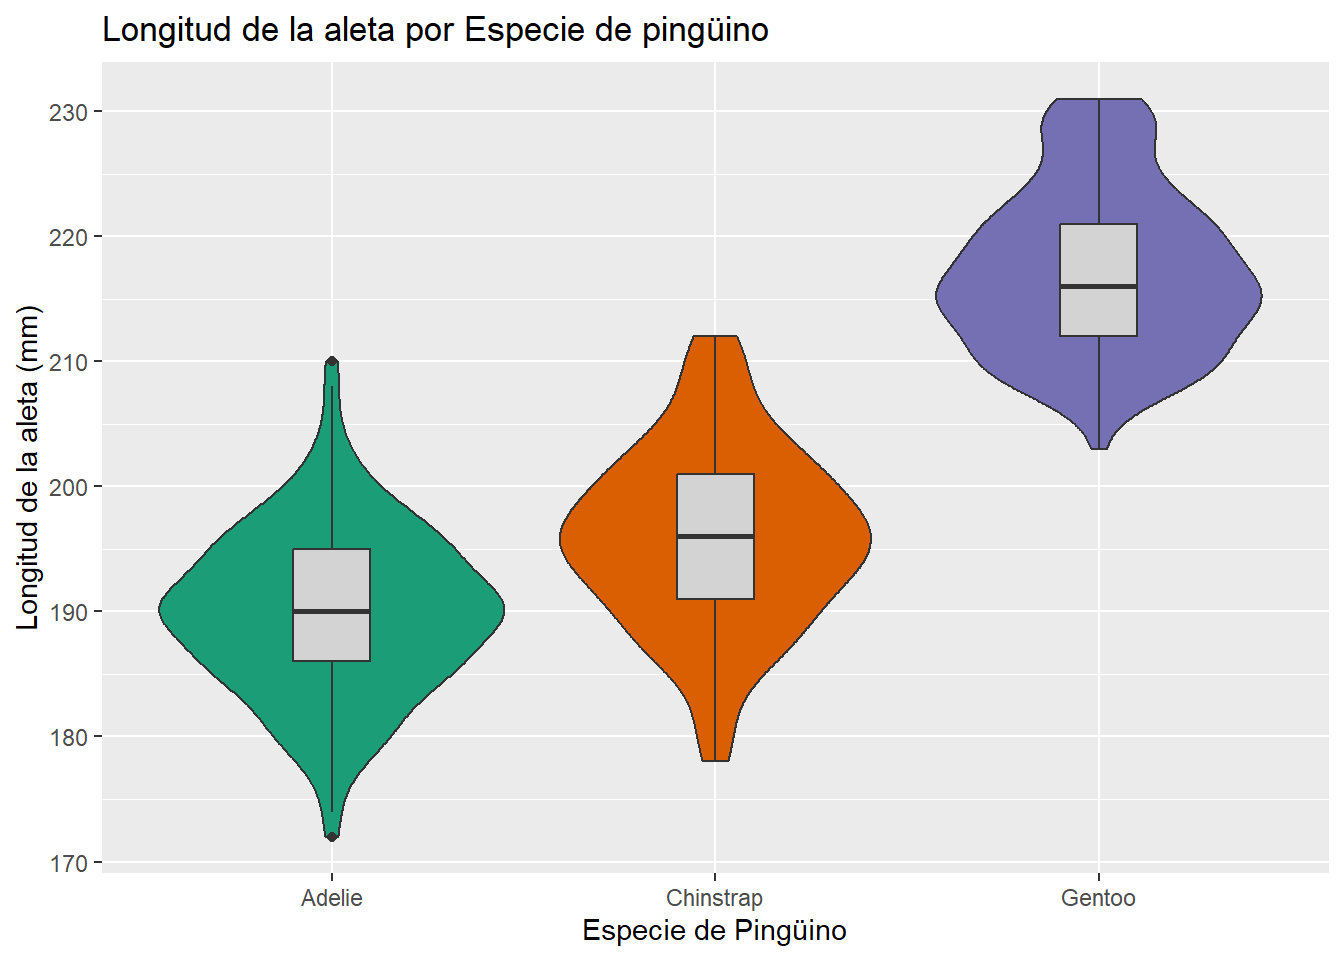 Longitud de la aleta por Especie de pingüino
Longitud de la aleta (mm)
230
220
210
200
190
180
170
Adelie
Chinstrap
Gentoo
Especie de Pingüino